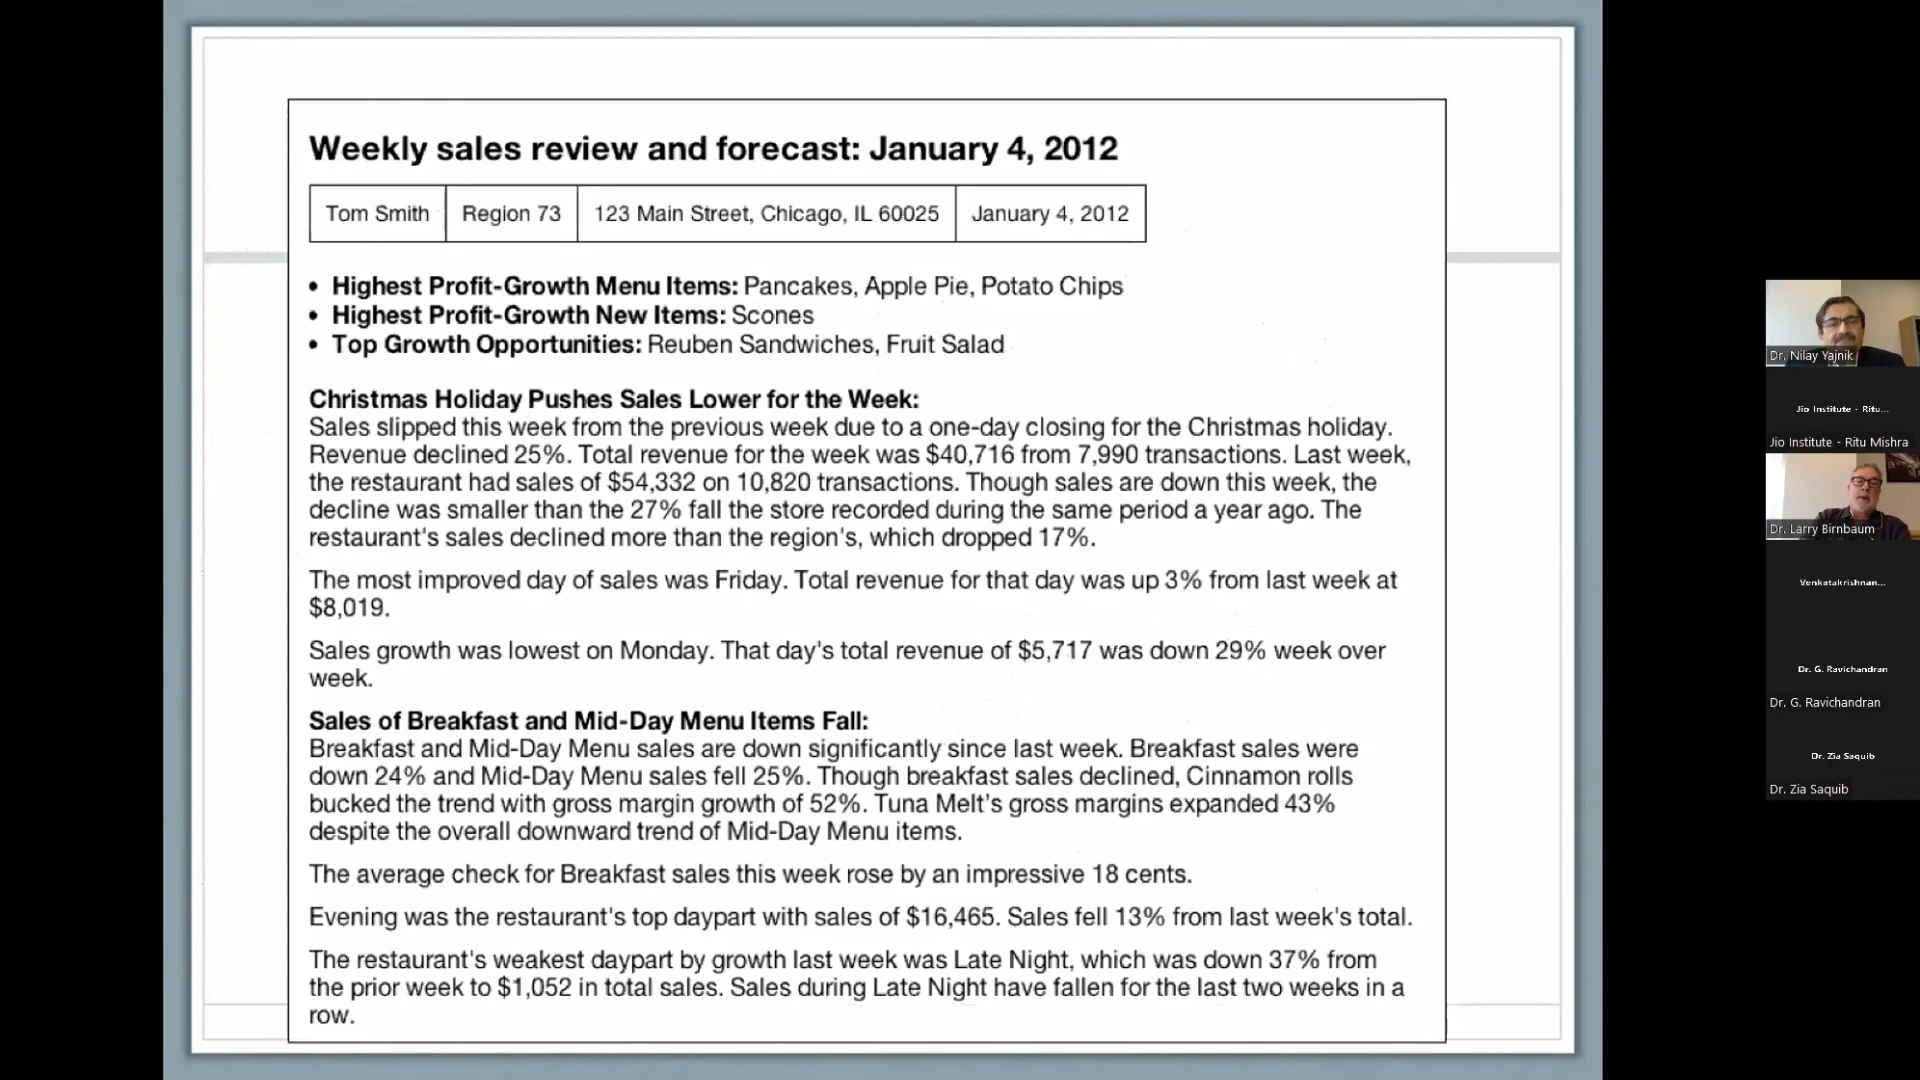 Weekly sales review and forecast: January 4, 2012
Tom Smith Region 73 123 Main Street, Chicago, IL 60025 January 4, 2012
• Highest Profit-Growth Menu Items: Pancakes, Apple Pie, Potato Chips
• Highest Profit-Growth New Items: Scones
• Top Growth Opportunities: Reuben Sandwiches, Fruit Salad
Christmas Holiday Pushes Sales Lower for the Week:
Sales slipped this week from the previous week due to a one-day closing for the Christmas holiday.
Revenue declined 25%. Total revenue for the week was $40,716 from 7,990 transactions. Last week,
the restaurant had sales of $54,332 on 10,820 transactions. Though sales are down this week, the
decline was smaller than the 27% fall the store recorded during the same period a year ago. The
restaurant's sales declined more than the region's, which dropped 17%.
The most improved day of sales was Friday. Total revenue for that day was up 3% from last week at
$8,019.
Sales growth was lowest on Monday. That day's total revenue of $5,717 was down 29% week over
week.
Sales of Breakfast and Mid-Day Menu Items Fall:
Breakfast and Mid-Day Menu sales are down significantly since last week. Breakfast sales were
down 24% and Mid-Day Menu sales fell 25%. Though breakfast sales declined, Cinnamon rolls
bucked the trend with gross margin growth of 52%. Tuna Melt's gross margins expanded 43%
despite the overall downward trend of Mid-Day Menu items.
The average check for Breakfast sales this week rose by an impressive 18 cents.
Evening was the restaurant's top daypart with sales of $16,465. Sales fell 13% from last week's total.
The restaurant's weakest daypart by growth last week was Late Night, which was down 37% from
the prior week to $1,052 in total sales. Sales during Late Night have fallen for the last two weeks in a
row.
Dr. Nilay Yajnik
Jio Institute - Ritu...
Jio Institute - Ritu Mishra
Dr. Larry Birnbaum
Venkatakrishnan...
Dr. G. Ravichandran
Dr. G. Ravichandran
Dr. Zia Saquib
Dr. Zia Saquib